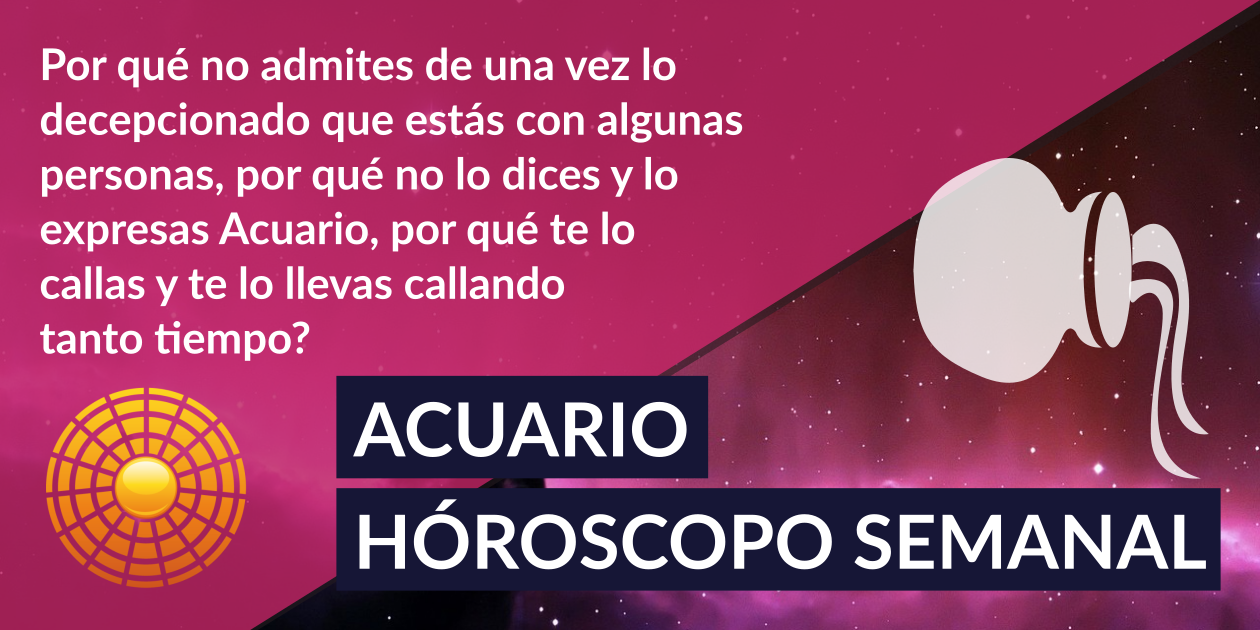 Por qué no admites de una vez lo
decepcionado que estás con algunas
personas, por qué no lo dices y lo
expresas Acuario, por qué te lo
callas y te lo llevas callando
tanto tiempo?
ACUARIO
HÓROSCOPO SEMANAL